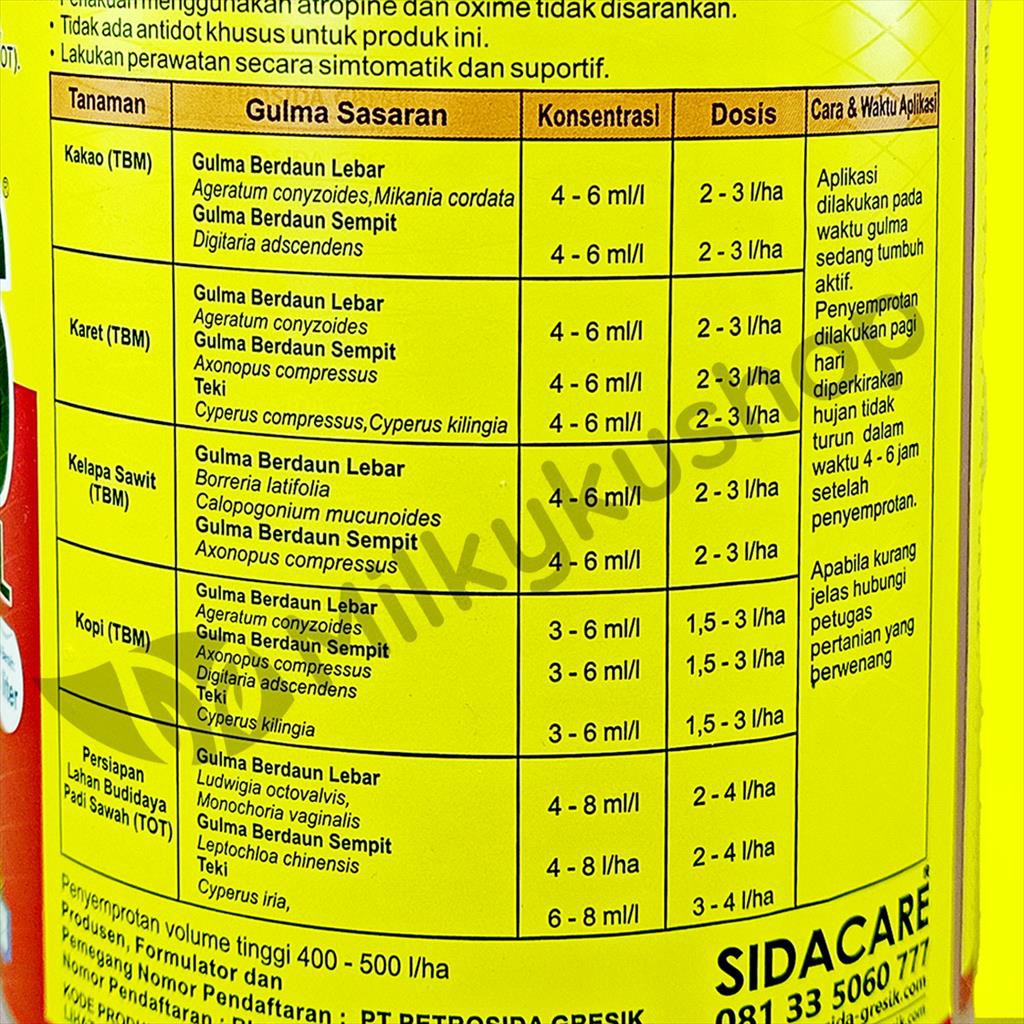 menggunakan atropine dan oxime tidak disarankan.
• Tidak ada antidot khusus untuk produk ini.
• Lakukan perawatan secara simtomatik dan suportif.
Tanaman Gulma Sasaran Konsentrasi Dosis Cara & Waktu Aplikasi
Kakao (TBM)
Gulma Berdaun Lebar
Ageratum conyzoides,Mikania cordata 4 - 6 ml/l 2 - 3 l/ha
Gulma Berdaun Sempit
Digitaria adscendens 4 - 6 ml/l 2 - 3 l/ha
Karet (TBM)
Gulma Berdaun Lebar
Ageratum conyzoides 4 - 6 ml/l 2 - 3 l/ha
Gulma Berdaun Sempit
Axonopus compressus 4 - 6 ml/l 2 - 3 l/ha
Teki
Cyperus compressus,Cyperus kilingia 4 - 6 ml/l 2 - 3 l/ha
Kelapa Sawit
(TBM)
Gulma Berdaun Lebar
Borreria latifolia 4 - 6 ml/l 2 - 3 l/ha
Calopogonium mucunoides
Gulma Berdaun Sempit
Axonopus compressus 4 - 6 ml/l 2 - 3 l/ha
Kopi (TBM)
Gulma Berdaun Lebar
Ageratum conyzoides 3 - 6 ml/l 1,5 - 3 l/ha
Gulma Berdaun Sempit
Axonopus compressus 3 - 6 ml/l 1,5 - 3 l/ha
Digitaria adscendens
Teki
Cyperus kilingia 3 - 6 ml/l 1,5 - 3 l/ha
Persiapan
Lahan Budidaya
Padi Sawah (TOT)
Gulma Berdaun Lebar
Ludwigia octovalvis, 4 - 8 ml/l 2 - 4 l/ha
Monochoria vaginalis
Gulma Berdaun Sempit
Leptochloa chinensis 4 - 8 l/ha 2 - 4 l/ha
Teki
Cyperus iria, 6 - 8 ml/l 3 - 4 l/ha
Aplikasi
dilakukan pada
waktu gulma
sedang tumbuh
aktif.
Penyemprotan
dilakukan pagi
hari
diperkirakan
hujan tidak
turun dalam
waktu 4 - 6 jam
setelah
penyemprotan.
Apabila kurang
jelas hubungi
petugas
pertanian yang
berwenang
Milkykushop
Penyemprotan volume tinggi 400 - 500 l/ha
Produsen, Formulator dan
Pemegang Nomor Pendaftaran : PT PETROSIDA GRESIK
Nomor Pendaftaran :
SIDACARE®
081 33 5060 777